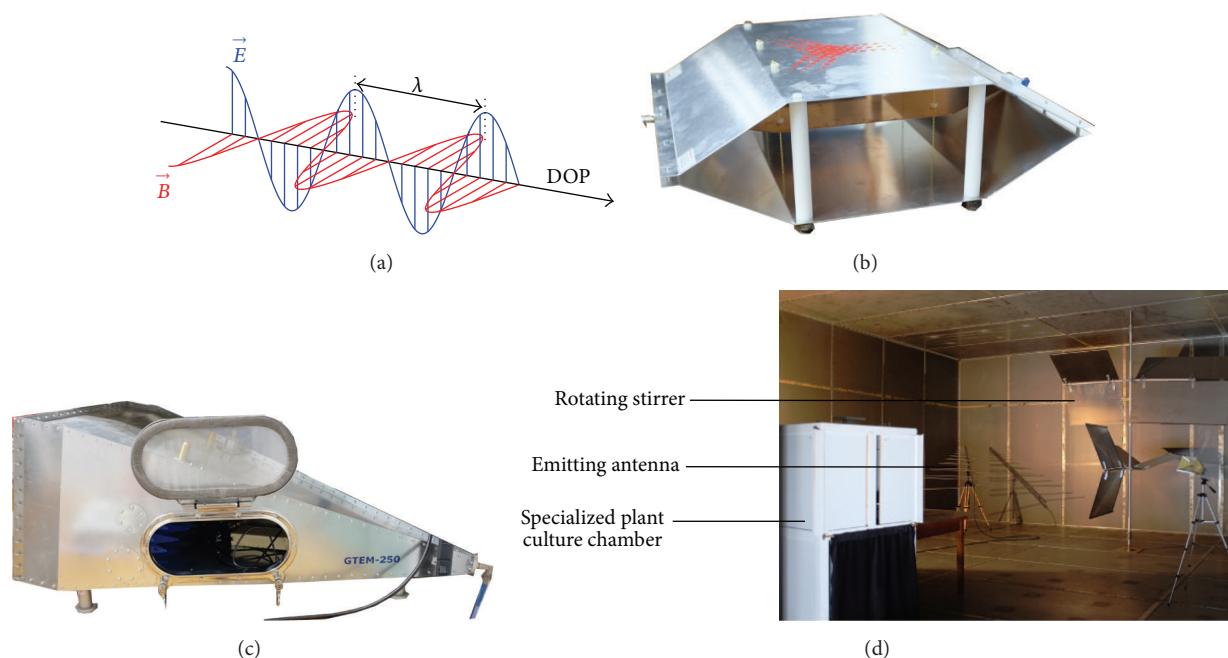 E
λ
B
DOP
(a)
(b)
GTEM-250
(c)
Rotating stirrer
Emitting antenna
Specialized plant
culture chamber
(d)